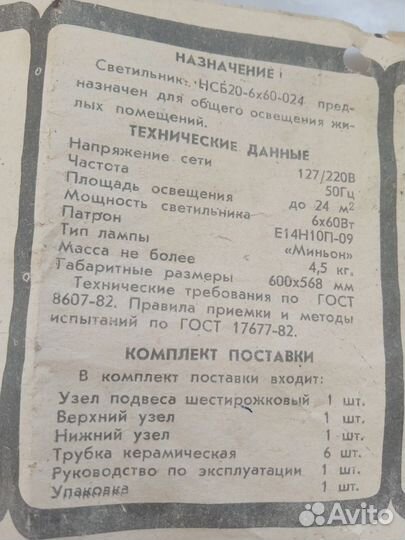 НАЗНАЧЕНИЕ
Светильник НСБ20-6х60-024 пред-
назначен для общего освещения жи-
лых помещений.
ТЕХНИЧЕСКИЕ ДАННЫЕ
Напряжение сети 127/220В
Частота 50Гц
Площадь освещения до 24 м²
Мощность светильника 6х60Вт
Патрон Е14Н10П-09
Тип лампы «Миньон»
Масса не более 4,5 кг.
Габаритные размеры 600х568 мм
Технические требования по ГОСТ
8607-82. Правила приемки и методы
испытаний по ГОСТ 17677-82.
КОМПЛЕКТ ПОСТАВКИ
В комплект поставки входит:
Узел подвеса шестирожковый 1 шт.
Верхний узел 1 шт.
Нижний узел 1 шт.
Трубка керамическая 6 шт.
Руководство по эксплуатации 1 шт.
Упаковка 1 шт.
Avito